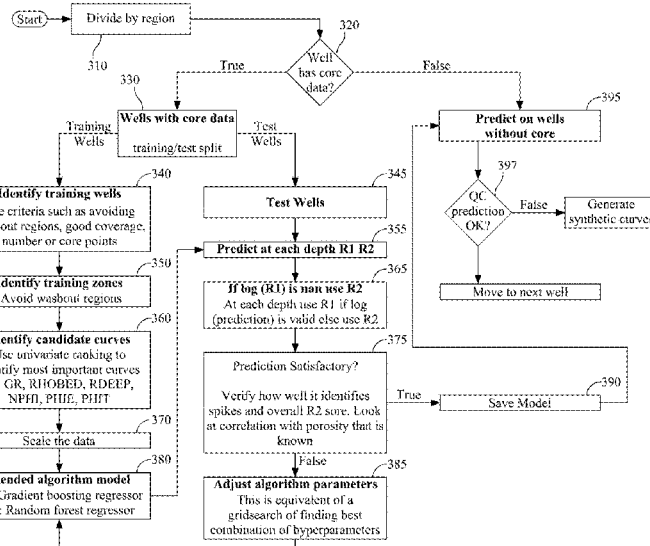 Start
Divide by region
310
320
Well
has core
data?
True
False
330
Wells with core data
training/test split
395
Predict on wells
without core
Training
Wells
Test
Wells
397
QC
prediction
OK?
False
Generate
synthetic curve
Move to next well
340
Identify training wells
criteria such as avoiding
regions, good coverage,
number or core points
350
Identify training zones
Avoid washout regions
360
Identify candidate curves
use univariate ranking to
most important curves
GR, RHOBED, RDEEP,
NPHI, PHIE, PHIT
370
Scale the data
380
algorithm model
Gradient boosting regressor
: Random forest regressor
345
Test Wells
355
Predict at each depth R1 R2
365
If log (R1) is nan use R2
At each depth use R1 if log
(prediction) is valid else use R2
375
Prediction Satisfactory?
Verify how well it identifies
spikes and overall R2 sore. Look
at correlation with porosity that is
known
True
390
Save Model
False
385
Adjust algorithm parameters
This is equivalent of a
gridsearch of finding best
combination of hyperparameters